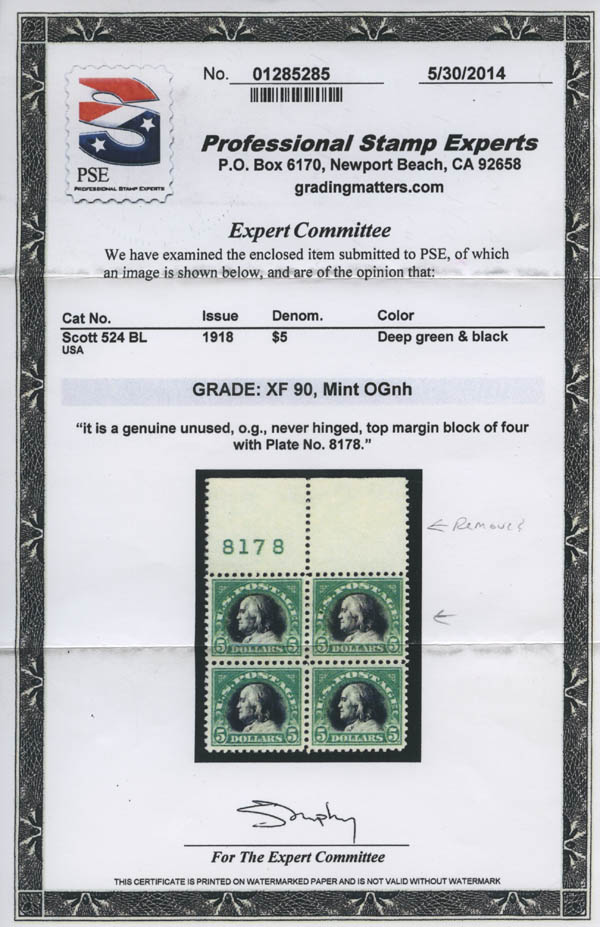 No. 01285285 5/30/2014
PSE
PROFESSIONAL STAMP EXPERTS
Professional Stamp Experts
P.O. Box 6170, Newport Beach, CA 92658
gradingmatters.com
Expert Committee
We have examined the enclosed item submitted to PSE, of which
an image is shown below, and are of the opinion that:
Cat No. Issue Denom. Color
Scott 524 BL 1918 $5 Deep green & black
USA
GRADE: XF 90, Mint OGnh
“it is a genuine unused, o.g., never hinged, top margin block of four
with Plate No. 8178.”
← Removed
8178
←
U.S. POSTAGE U.S. POSTAGE
5 DOLLARS 5 5 DOLLARS 5
U.S. POSTAGE U.S. POSTAGE
5 DOLLARS 5 5 DOLLARS 5
For The Expert Committee
THIS CERTIFICATE IS PRINTED ON WATERMARKED PAPER AND IS NOT VALID WITHOUT WATERMARK